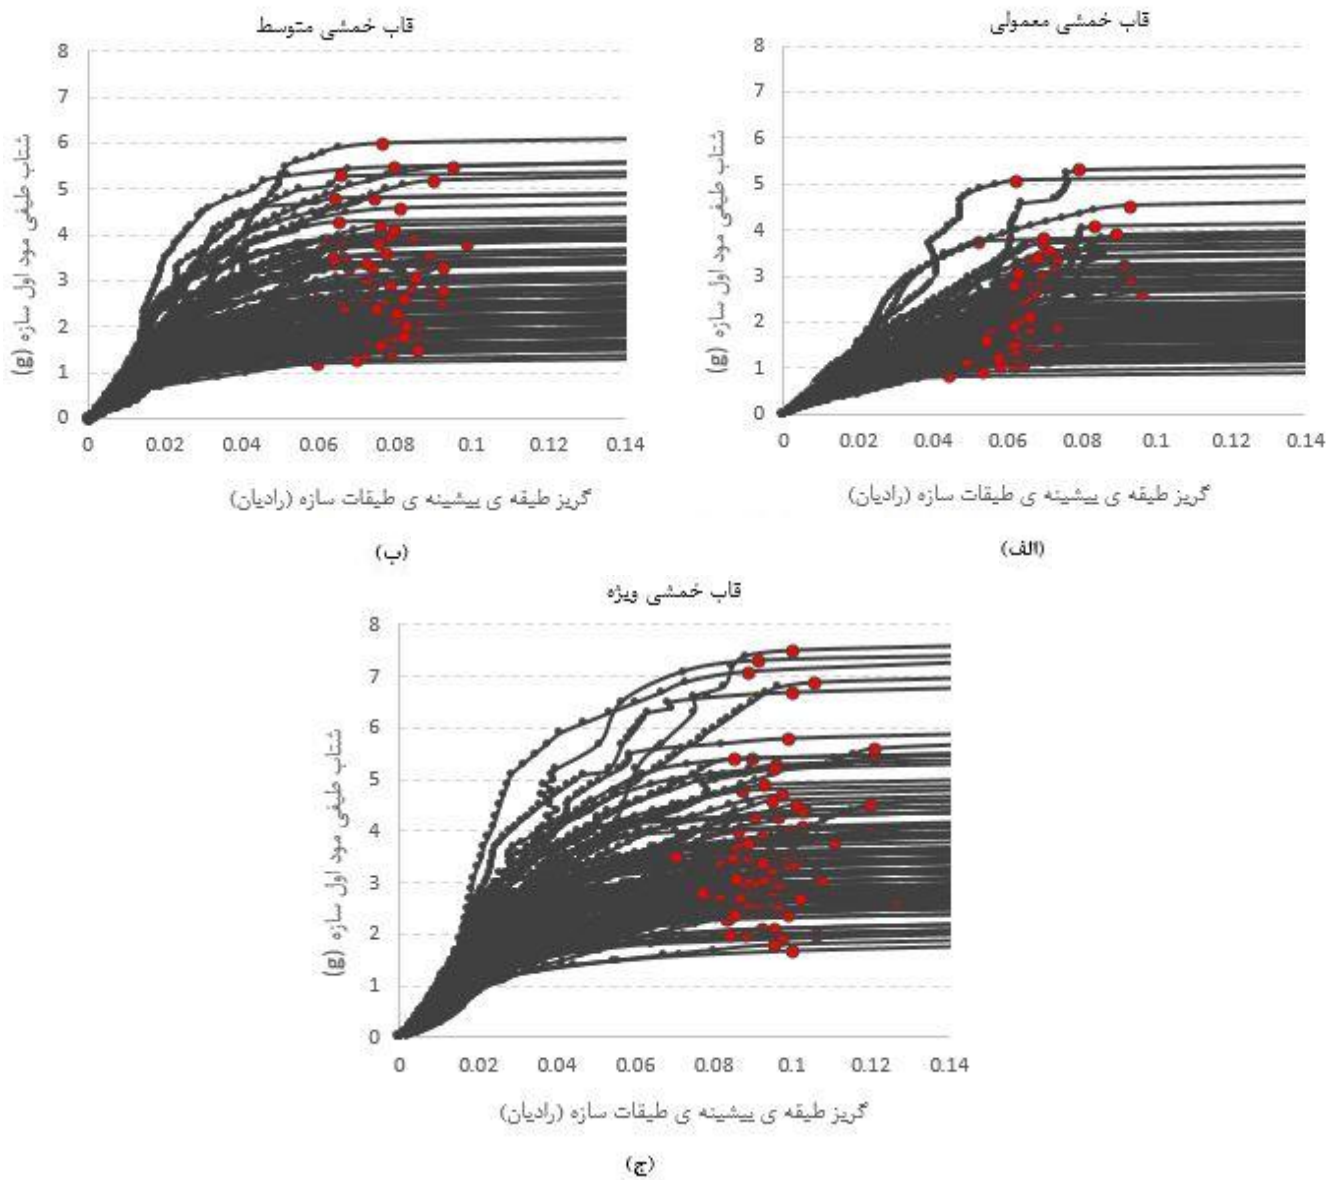 قاب خمشی معمولی
8
7
6
5
4
3
2
1
0
شتاب طیفی مود اول سازه (g)
0 0.02 0.04 0.06 0.08 0.1 0.12 0.14
گریز طبقه ی پیشینه ی طبقات سازه (رادیان)
(الف)
قاب خمشی متوسط
8
7
6
5
4
3
2
1
0
شتاب طیفی مود اول سازه (g)
0 0.02 0.04 0.06 0.08 0.10 0.12 0.14
گریز طبقه ی پیشینه ی طبقات سازه (رادیان)
(ب)
قاب خمشی ویژه
8
7
6
5
4
3
2
1
0
شتاب طیفی مود اول سازه (g)
0 0.02 0.04 0.06 0.08 0.1 0.12 0.14
گریز طبقه ی پیشینه ی طبقات سازه (رادیان)
(ج)